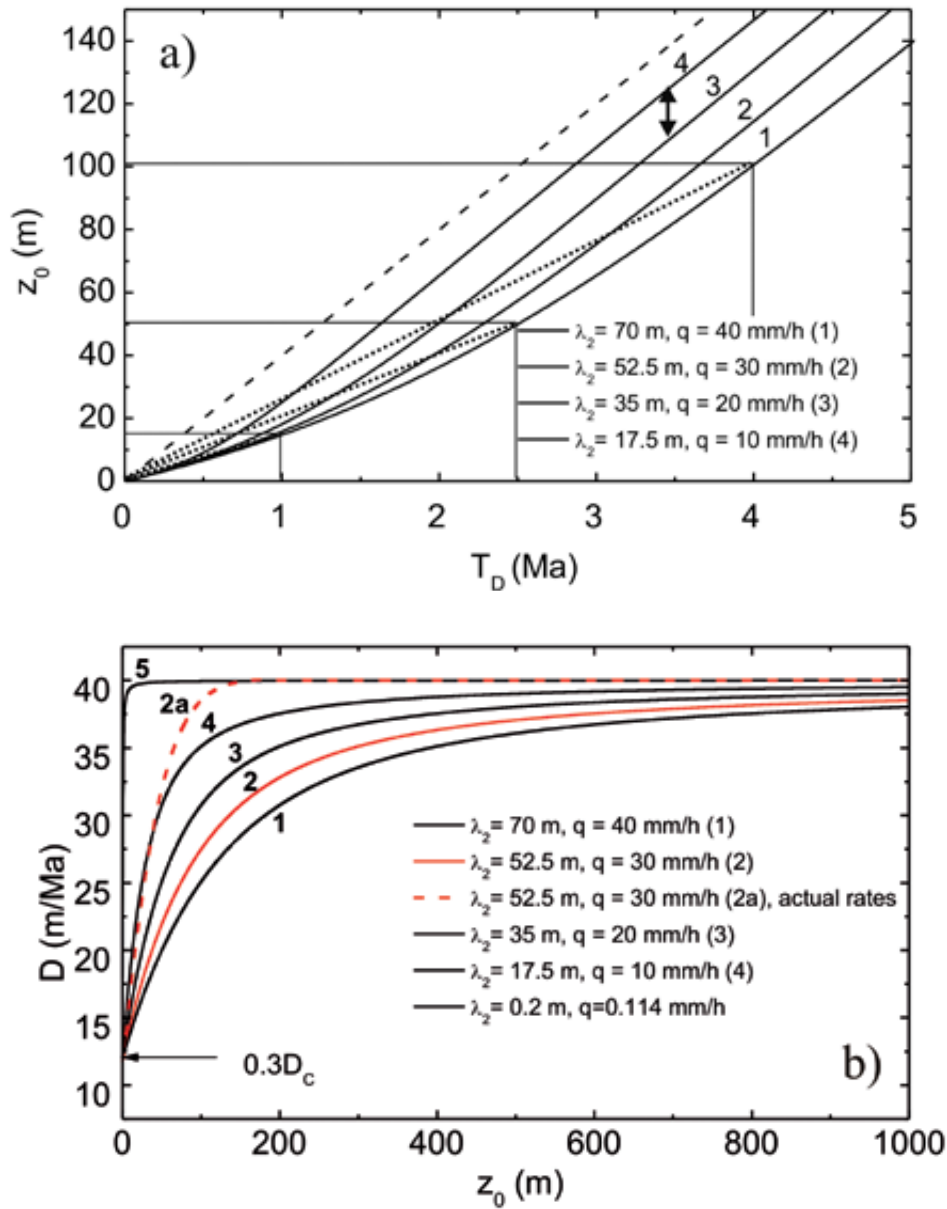 a)
140
120
100
80
60
40
20
0
z₀ (m)
4
3
2
1
λ₂= 70 m, q = 40 mm/h (1)
λ₂= 52.5 m, q = 30 mm/h (2)
λ₂= 35 m, q = 20 mm/h (3)
λ₂= 17.5 m, q = 10 mm/h (4)
0 1 2 3 4 5
T_D (Ma)
40
35
30
25
20
15
10
D (m/Ma)
5
2a
4
3
2
1
λ₂= 70 m, q = 40 mm/h (1)
λ₂= 52.5 m, q = 30 mm/h (2)
λ₂= 52.5 m, q = 30 mm/h (2a), actual rates
λ₂= 35 m, q = 20 mm/h (3)
λ₂= 17.5 m, q = 10 mm/h (4)
λ₂= 0.2 m, q=0.114 mm/h
0.3D_C
b)
0 200 400 600 800 1000
z₀ (m)